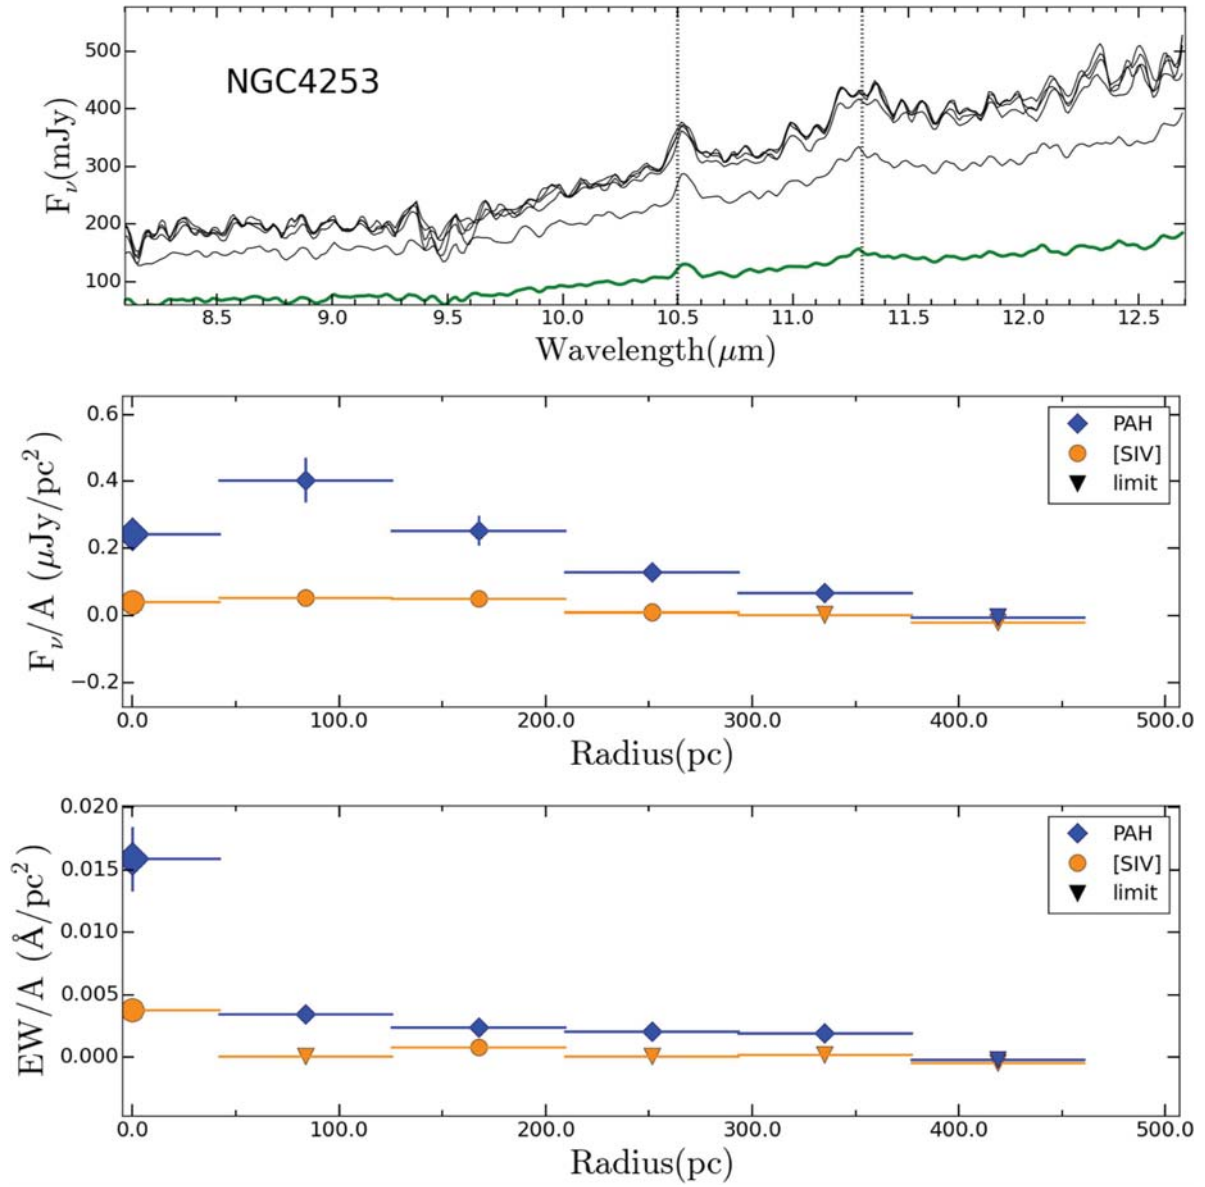 NGC4253
500
400
300
200
100
F_ν(mJy)
8.5 9.0 9.5 10.0 10.5 11.0 11.5 12.0 12.5
Wavelength(μm)
0.6
0.4
0.2
0.0
−0.2
F_ν/A (μJy/pc²)
PAH
[SIV]
limit
0.0 100.0 200.0 300.0 400.0 500.0
Radius(pc)
0.020
0.015
0.010
0.005
0.000
EW/A (Å/pc²)
PAH
[SIV]
limit
0.0 100.0 200.0 300.0 400.0 500.0
Radius(pc)